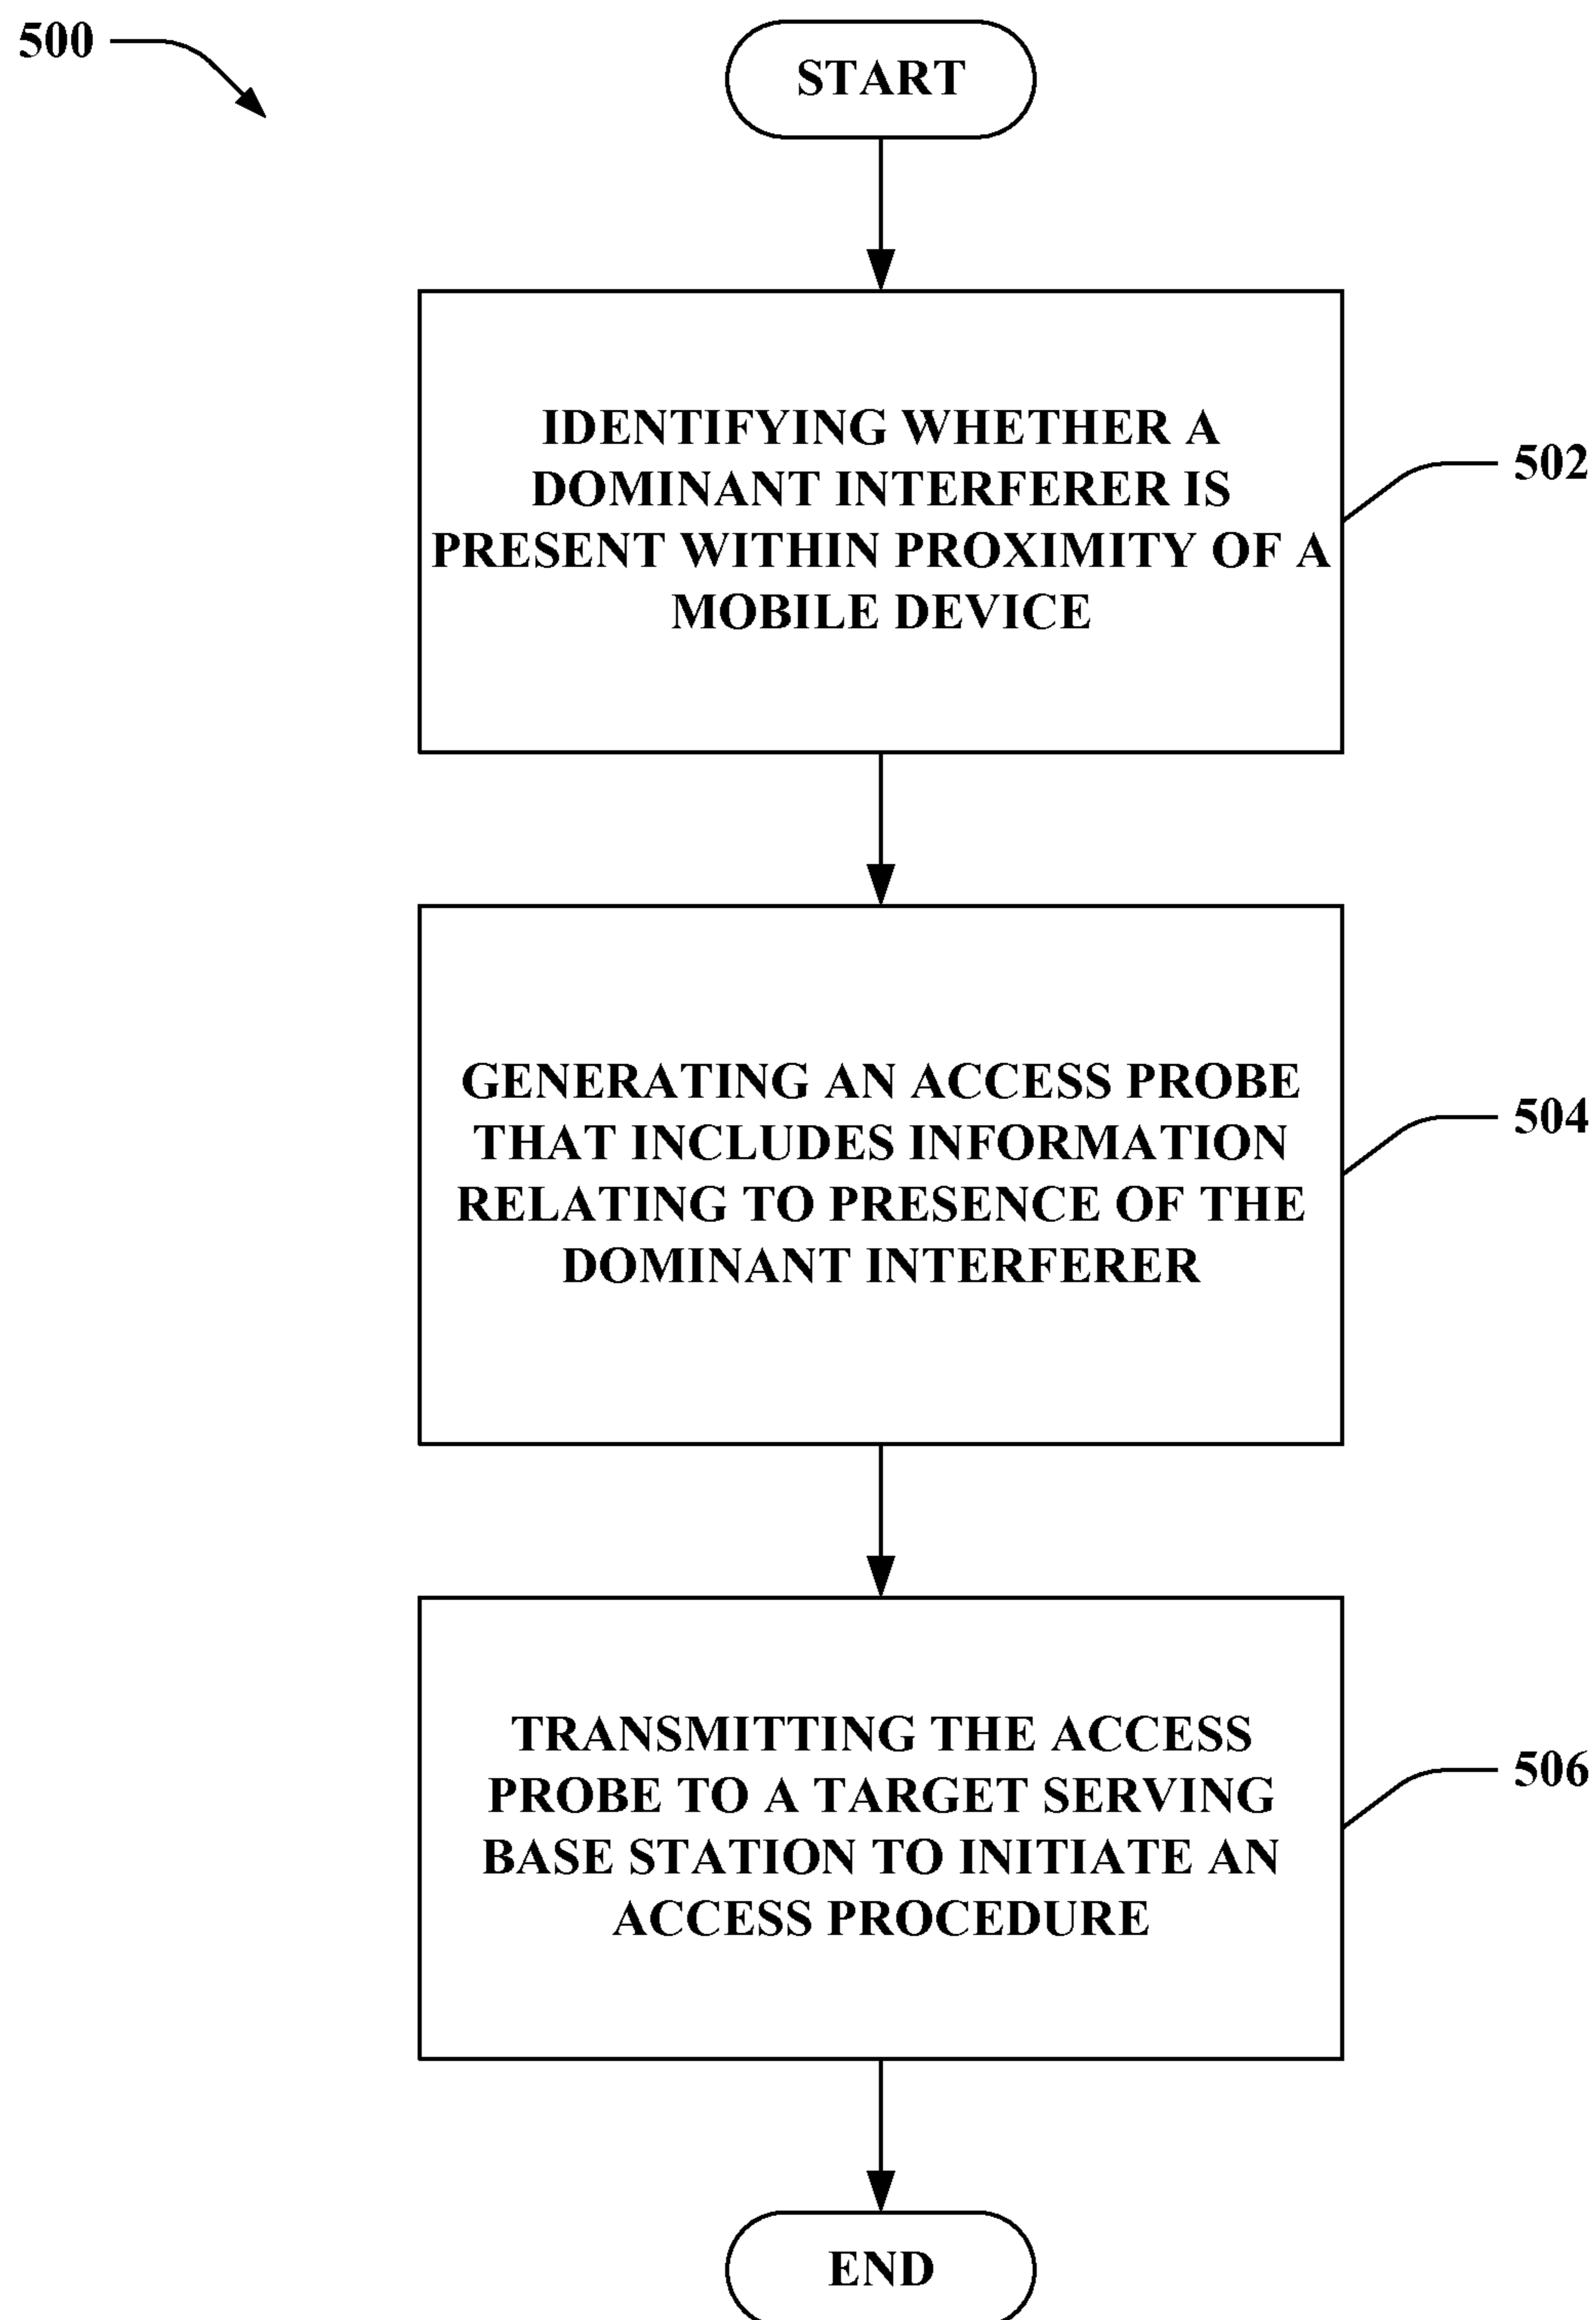 500
START
IDENTIFYING WHETHER A
DOMINANT INTERFERER IS
PRESENT WITHIN PROXIMITY OF A
MOBILE DEVICE
502
GENERATING AN ACCESS PROBE
THAT INCLUDES INFORMATION
RELATING TO PRESENCE OF THE
DOMINANT INTERFERER
504
TRANSMITTING THE ACCESS
PROBE TO A TARGET SERVING
BASE STATION TO INITIATE AN
ACCESS PROCEDURE
506
END